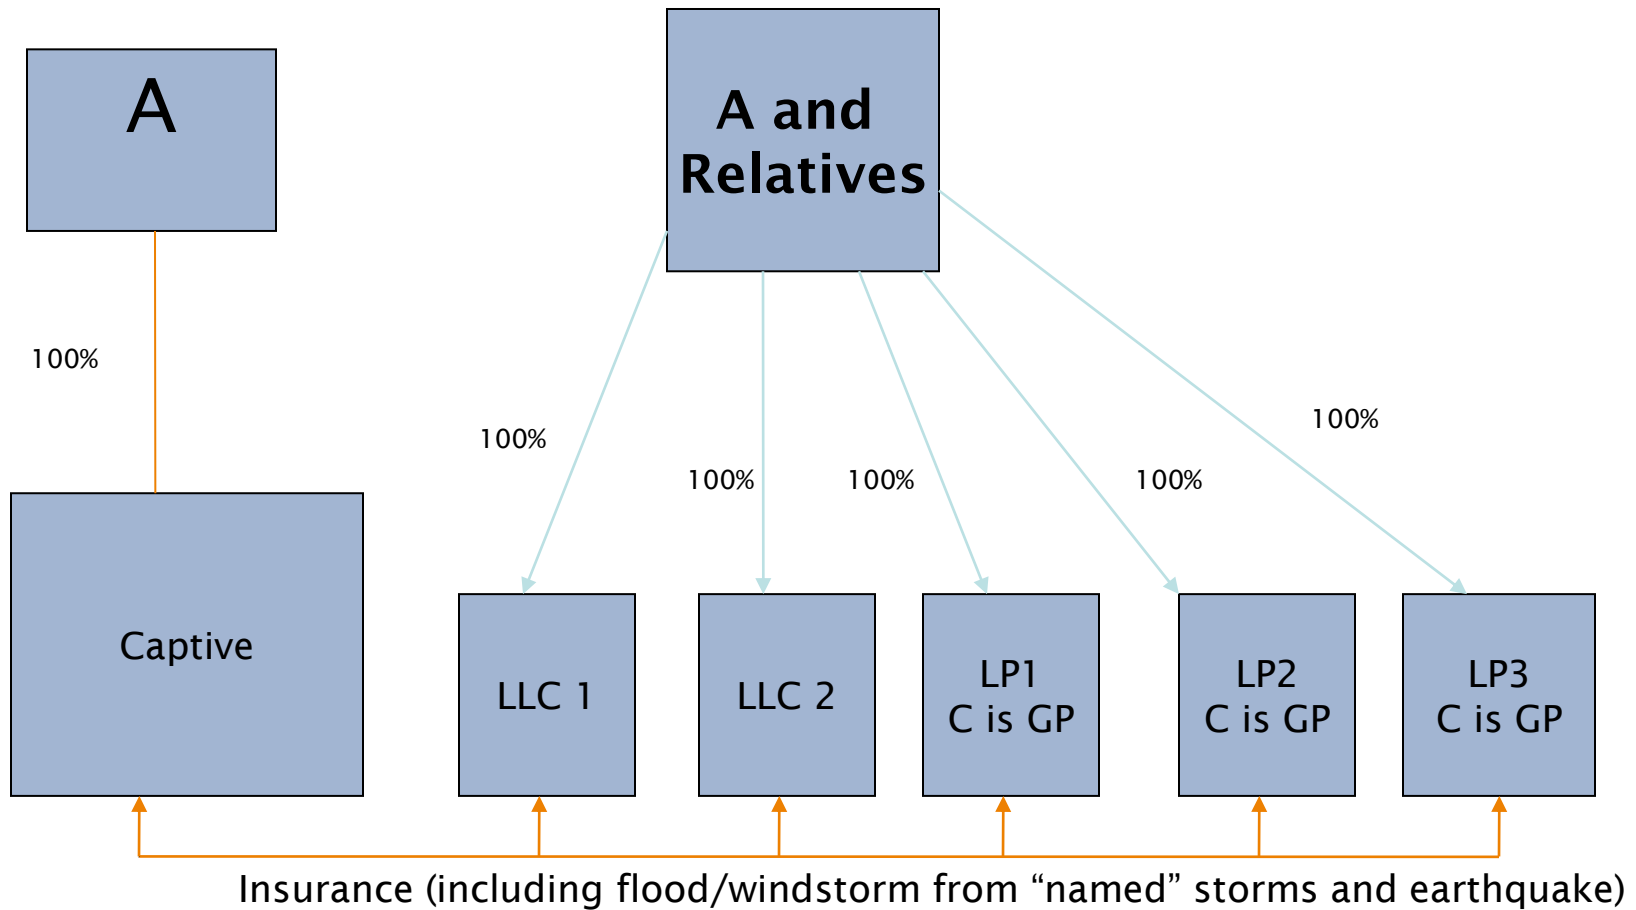 A
A and
Relatives
100%
100%
100%
100%
100%
100%
Captive
LLC 1
LLC 2
LP1
C is GP
LP2
C is GP
LP3
C is GP
Insurance (including flood/windstorm from “named” storms and earthquake)